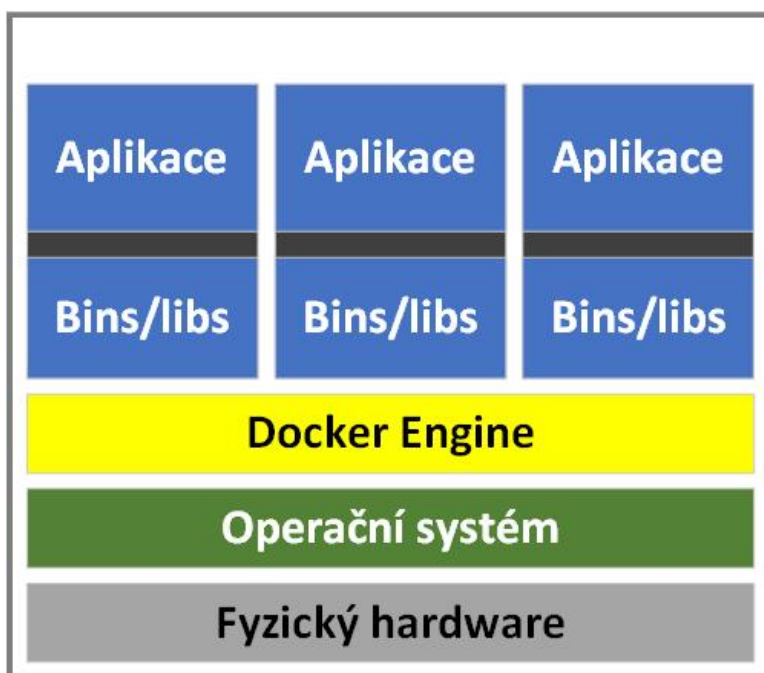 Aplikace Aplikace Aplikace
Bins/libs Bins/libs Bins/libs
Docker Engine
Operační systém
Fyzický hardware